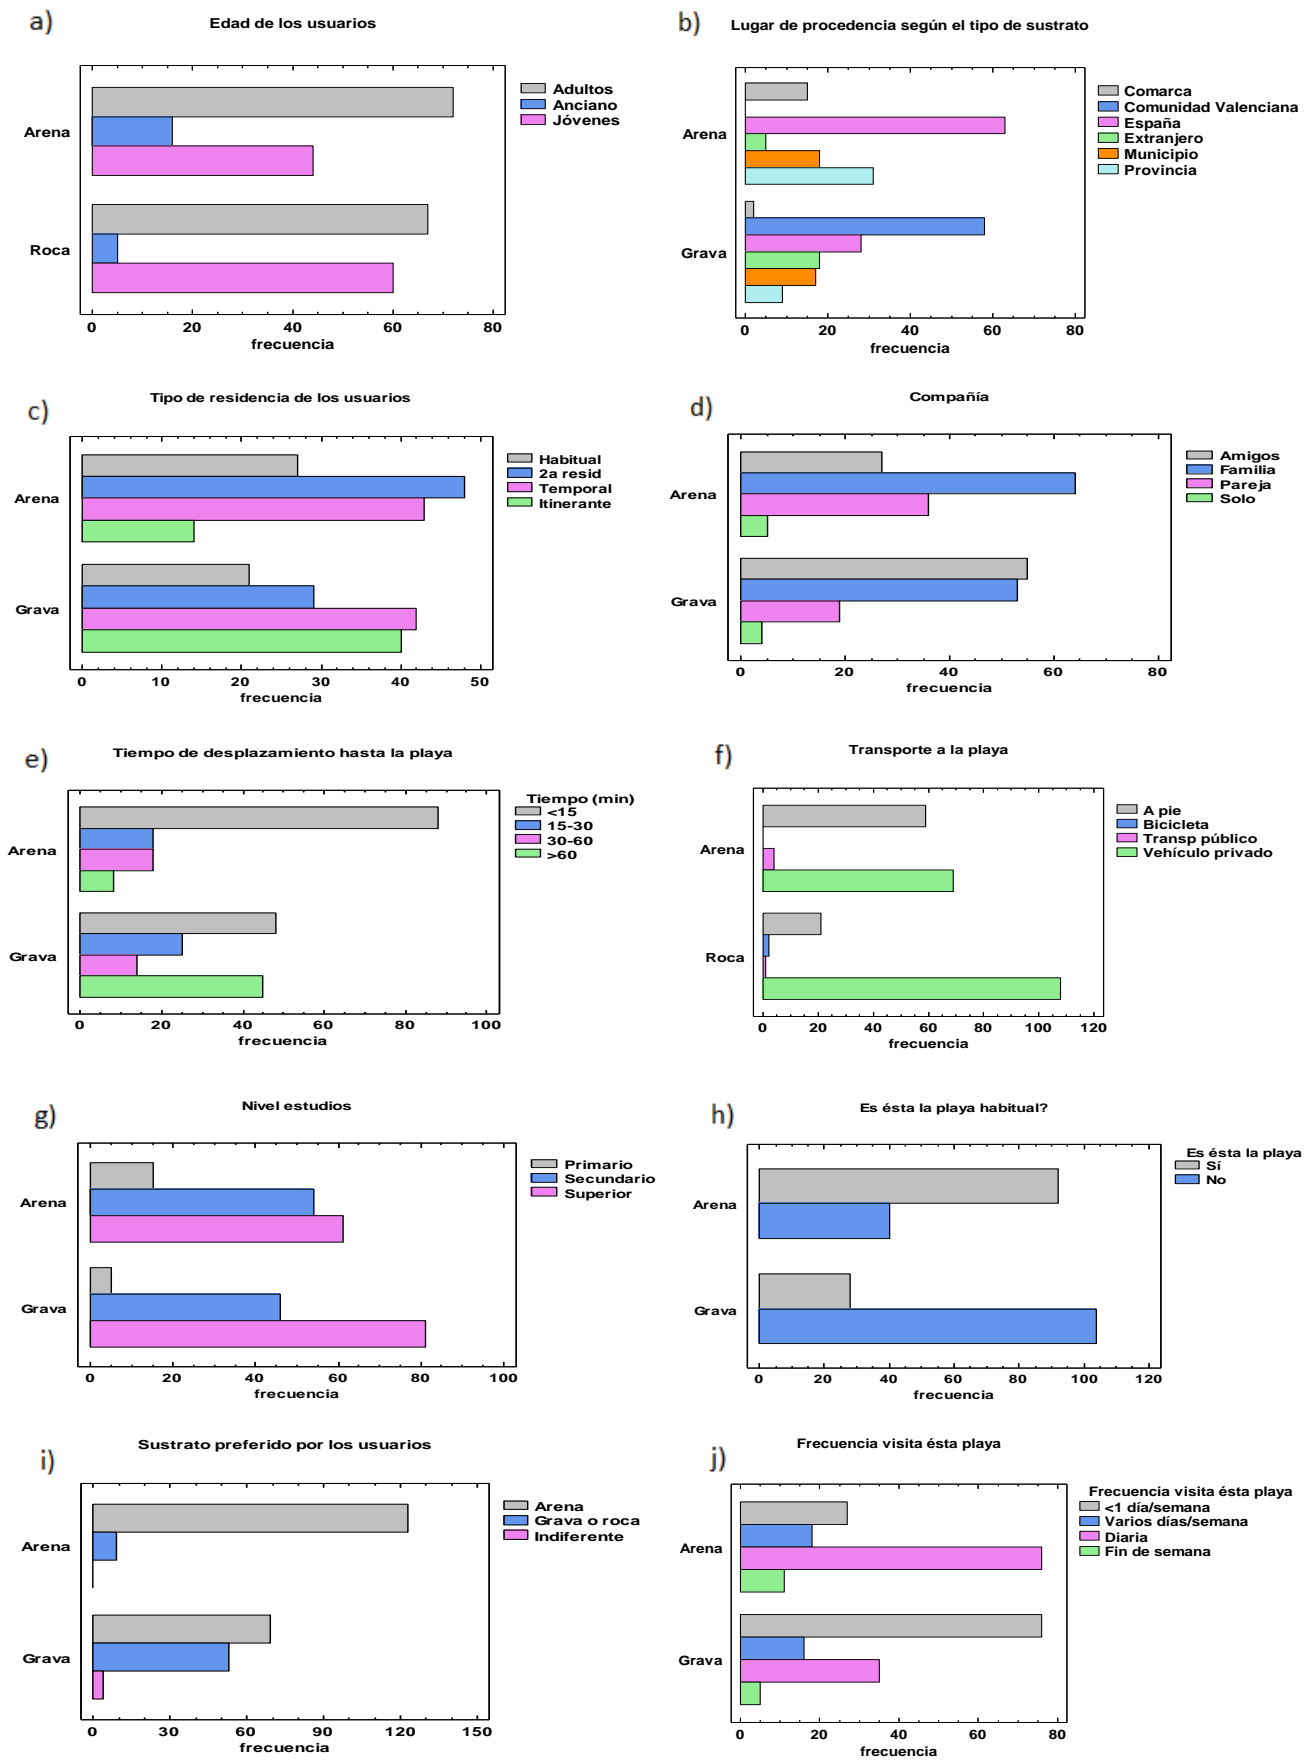 a)
Edad de los usuarios
Adultos
Anciano
Jóvenes
Arena
Roca
0 20 40 60 80
frecuencia
b)
Lugar de procedencia según el tipo de sustrato
Comarca
Comunidad Valenciana
España
Extranjero
Municipio
Provincia
Arena
Grava
0 20 40 60 80
frecuencia
c)
Tipo de residencia de los usuarios
Habitual
2a resid
Temporal
Itinerante
Arena
Grava
0 10 20 30 40 50
frecuencia
d)
Compañía
Amigos
Familia
Pareja
Solo
Arena
Grava
0 20 40 60 80
frecuencia
e)
Tiempo de desplazamiento hasta la playa
Tiempo (min)
<15
15-30
30-60
>60
Arena
Grava
0 20 40 60 80 100
frecuencia
f)
Transporte a la playa
A pie
Bicicleta
Transp público
Vehículo privado
Arena
Roca
0 20 40 60 80 100 120
frecuencia
g)
Nivel estudios
Primario
Secundario
Superior
Arena
Grava
0 20 40 60 80 100
frecuencia
h)
Es ésta la playa habitual?
Es ésta la playa
Sí
No
Arena
Grava
0 20 40 60 80 100 120
frecuencia
i)
Sustrato preferido por los usuarios
Arena
Grava o roca
Indiferente
Arena
Grava
0 30 60 90 120 150
frecuencia
j)
Frecuencia visita ésta playa
Frecuencia visita ésta playa
<1 día/semana
Varios días/semana
Diaria
Fin de semana
Arena
Grava
0 20 40 60 80
frecuencia